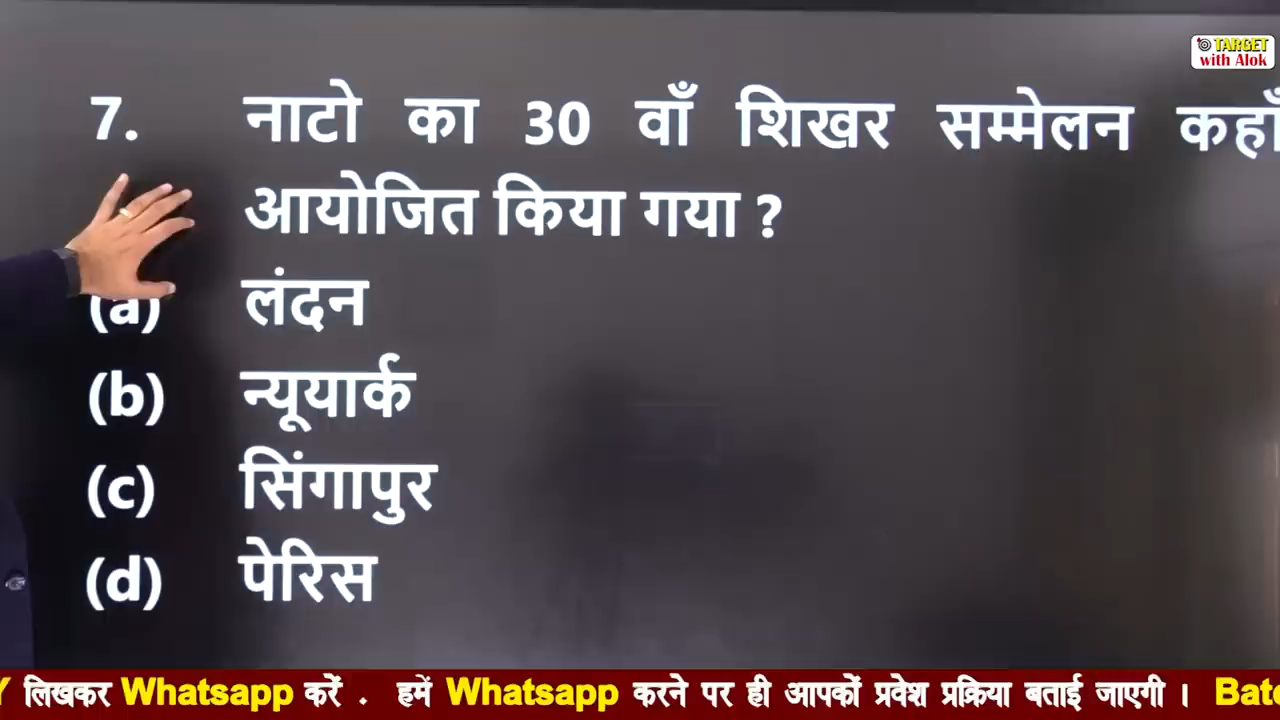 TARGET
with Alok
7. नाटो का 30 वाँ शिखर सम्मेलन कहाँ
आयोजित किया गया ?
(a) लंदन
(b) न्यूयार्क
(c) सिंगापुर
(d) पेरिस
Y लिखकर Whatsapp करें . हमें Whatsapp करने पर ही आपकों प्रवेश प्रक्रिया बताई जाएगी ।